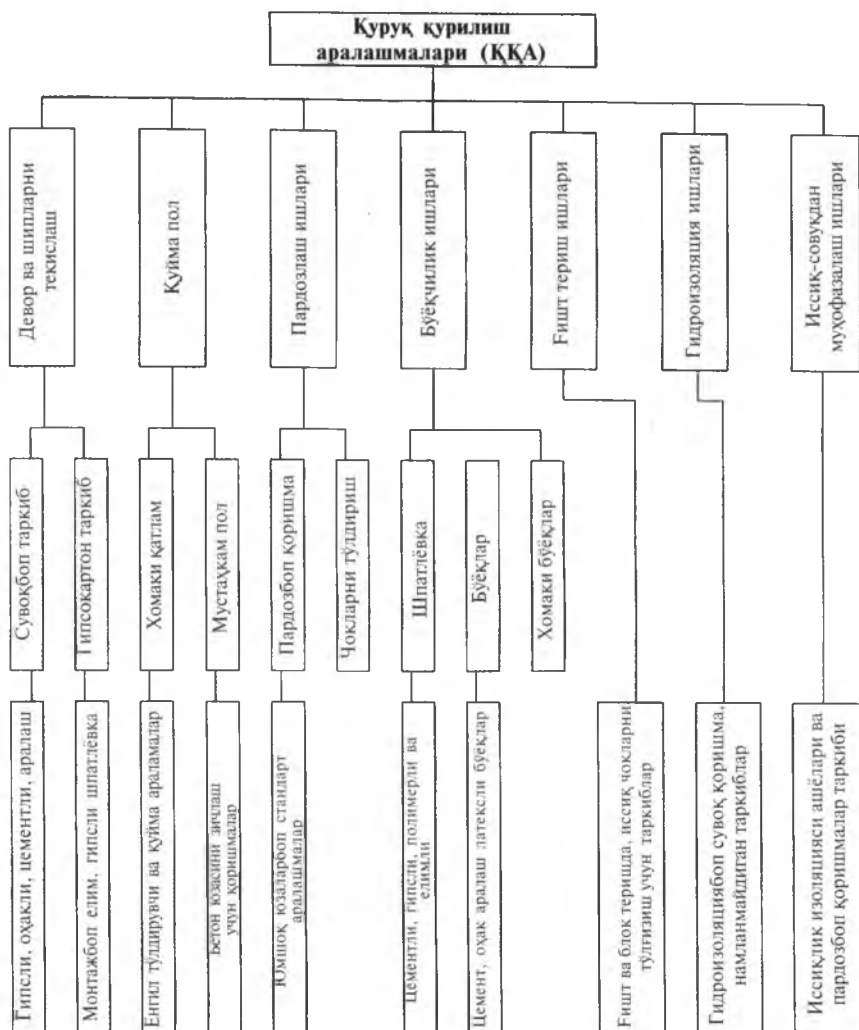 Қуруқ қурилиш
аралашмалари (ҚҚА)
Девор ва шипларни
текислаш
Қуйма пол
Пардозлаш ишлари
Бўёқчилик ишлари
Ғишт териш ишлари
Гидроизоляция ишлари
Иссиқ-совуқдан
муҳофазалаш ишлари
Сувоқбоп таркиб
Гипсокартон таркиб
Хомаки қатлам
Мустаҳкам пол
Пардозбоп қоришма
Чокларни тўлдириш
Шпатлёвка
Бўёқлар
Хомаки бўёқлар
Гипсли, оҳакли, цементли, аралаш
Монтажбоп елим, гипсли шпатлёвка
Енгил тўлдирувчи ва қуйма араламалар
Бетон юзасини зичлаш
учун қоришмалар
Юмшоқ юзаларбоп стандарт
аралашмалар
Цементли, гипсли, полимерли ва
елимли
Цемент, оҳак аралаш латексли бўёқлар
Ғишт ва блок теришда, иссиқ чокларни
тўлғизиш учун таркиблар
Гидроизоляциябоп сувоқ қоришма,
намланмайдиган таркиблар
Иссиқлик изоляцияси ашёлари ва
пардозбоп қоришмалар таркиби